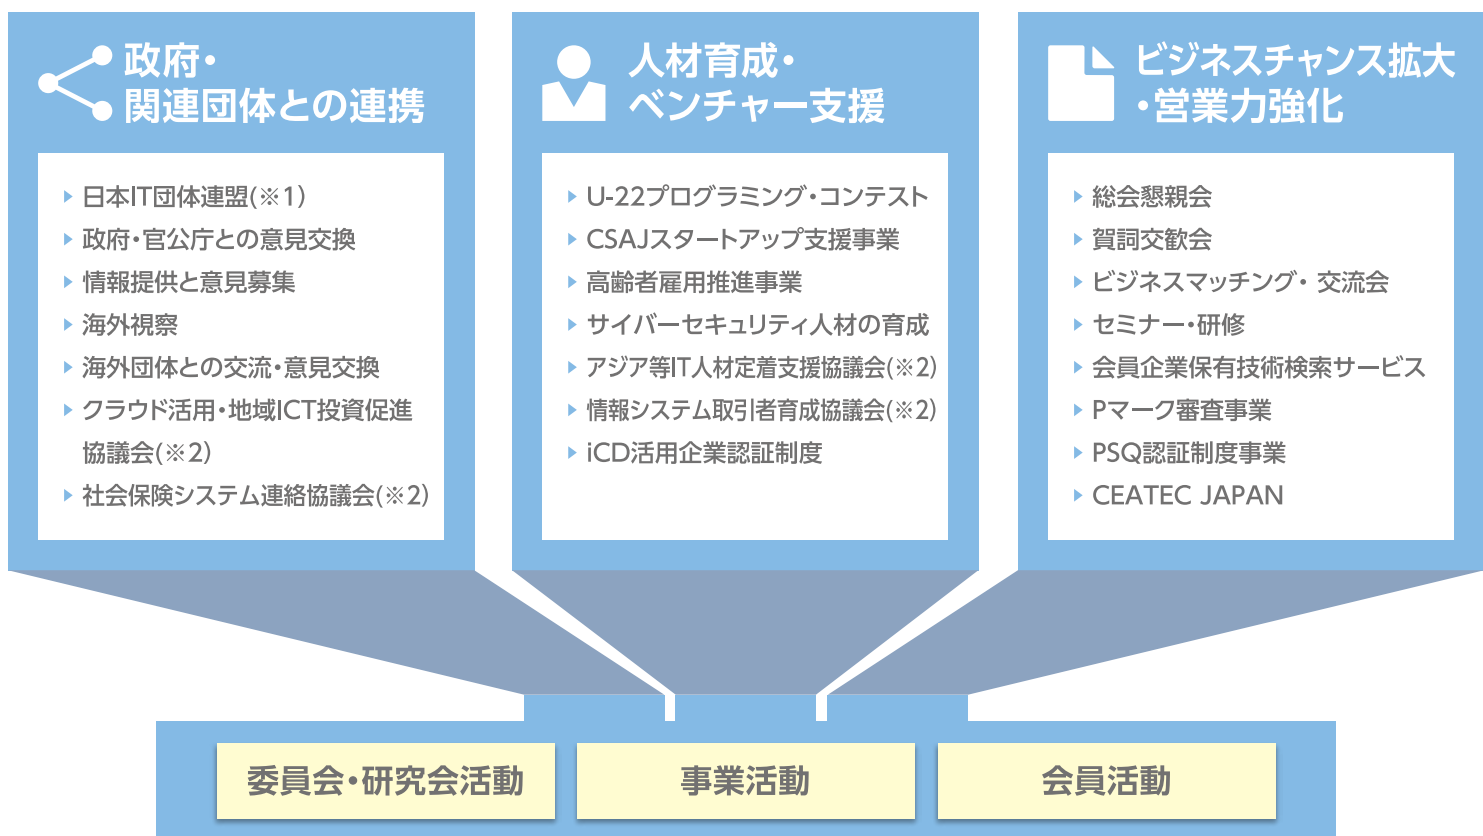 政府・
関連団体との連携
日本IT団体連盟(※1)
政府・官公庁との意見交換
情報提供と意見募集
海外視察
海外団体との交流・意見交換
クラウド活用・地域ICT投資促進
協議会(※2)
社会保険システム連絡協議会(※2)
人材育成・
ベンチャー支援
U-22プログラミング・コンテスト
CSAJスタートアップ支援事業
高齢者雇用推進事業
サイバーセキュリティ人材の育成
アジア等IT人材定着支援協議会(※2)
情報システム取引者育成協議会(※2)
iCD活用企業認証制度
ビジネスチャンス拡大
・営業力強化
総会懇親会
賀詞交歓会
ビジネスマッチング・ 交流会
セミナー・研修
会員企業保有技術検索サービス
Pマーク審査事業
PSQ認証制度事業
CEATEC JAPAN
委員会・研究会活動
事業活動
会員活動